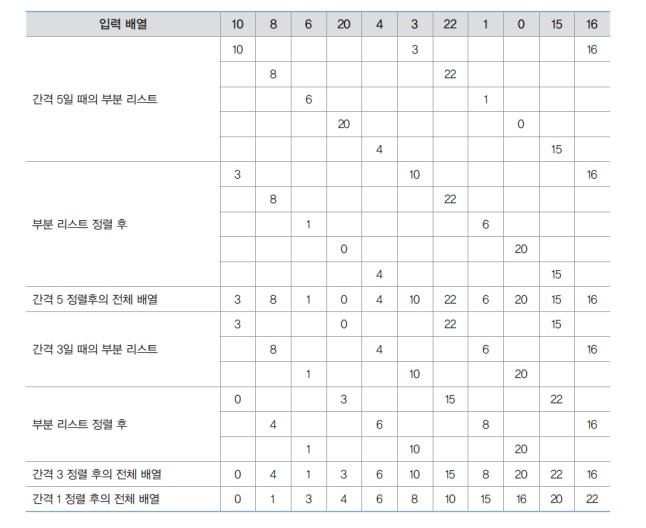 입력 배열 10 8 6 20 4 3 22 1 0 15 16
10 3 16
8 22
간격 5일 때의 부분 리스트 6 1
20 0
4 15
3 10 16
8 22
부분 리스트 정렬 후 1 6
0 20
4 15
간격 5 정렬후의 전체 배열 3 8 1 0 4 10 22 6 20 15 16
3 0 22 15
간격 3일 때의 부분 리스트 8 4 6 16
1 10 20
0 3 15 22
부분 리스트 정렬 후 4 6 8 16
1 10 20
간격 3 정렬 후의 전체 배열 0 4 1 3 6 10 15 8 20 22 16
간격 1 정렬 후의 전체 배열 0 1 3 4 6 8 10 15 16 20 22